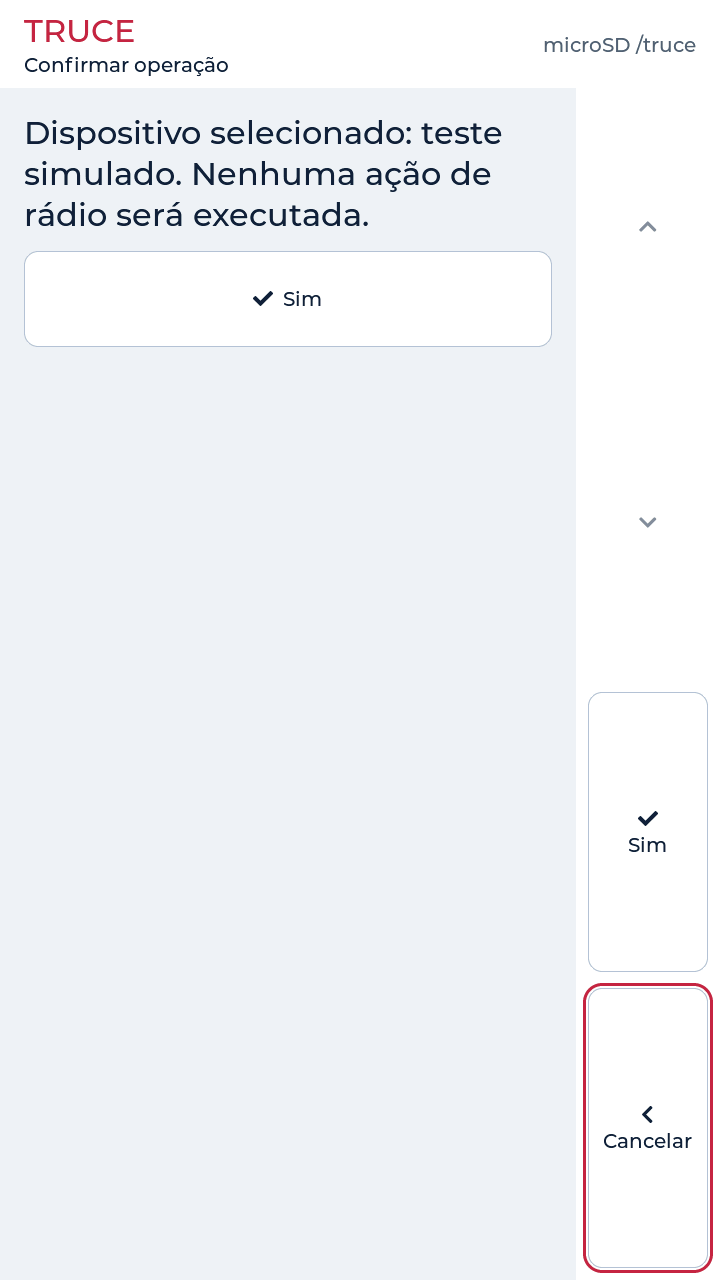 TRUCE
Confirmar operação
microSD /truce
Dispositivo selecionado: teste
simulado. Nenhuma ação de
rádio será executada.
Sim
Sim
Cancelar